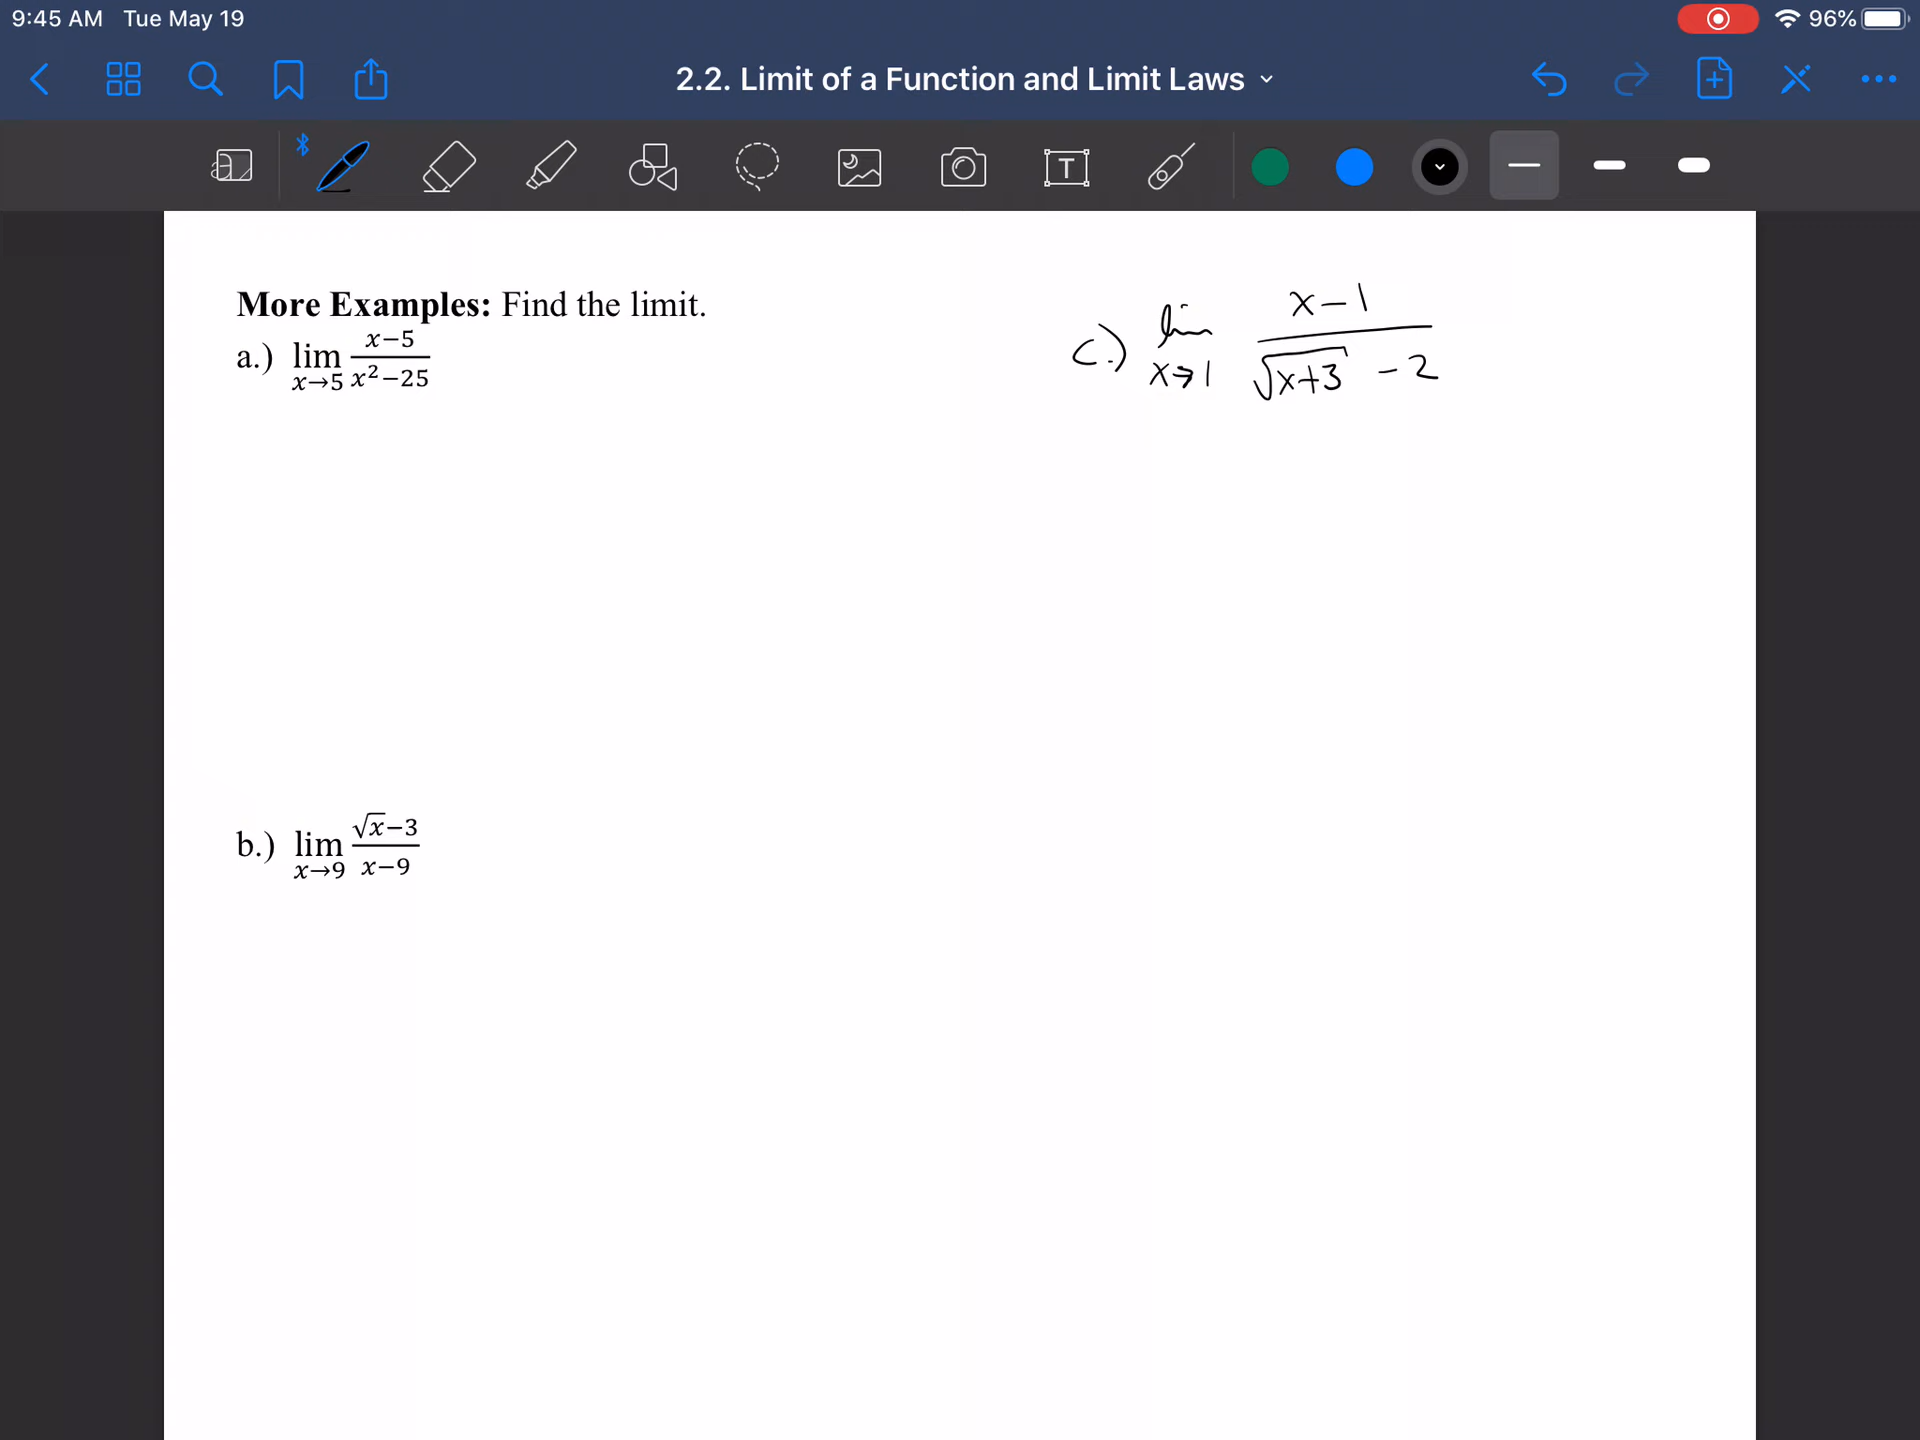 9:45 AM Tue May 19 96%
2.2. Limit of a Function and Limit Laws
T
More Examples: Find the limit.
a.) lim x→5 (x−5)/(x²−25)
c.) lim x→1 (x−1)/(√(x+3) −2)
b.) lim x→9 (√x−3)/(x−9)